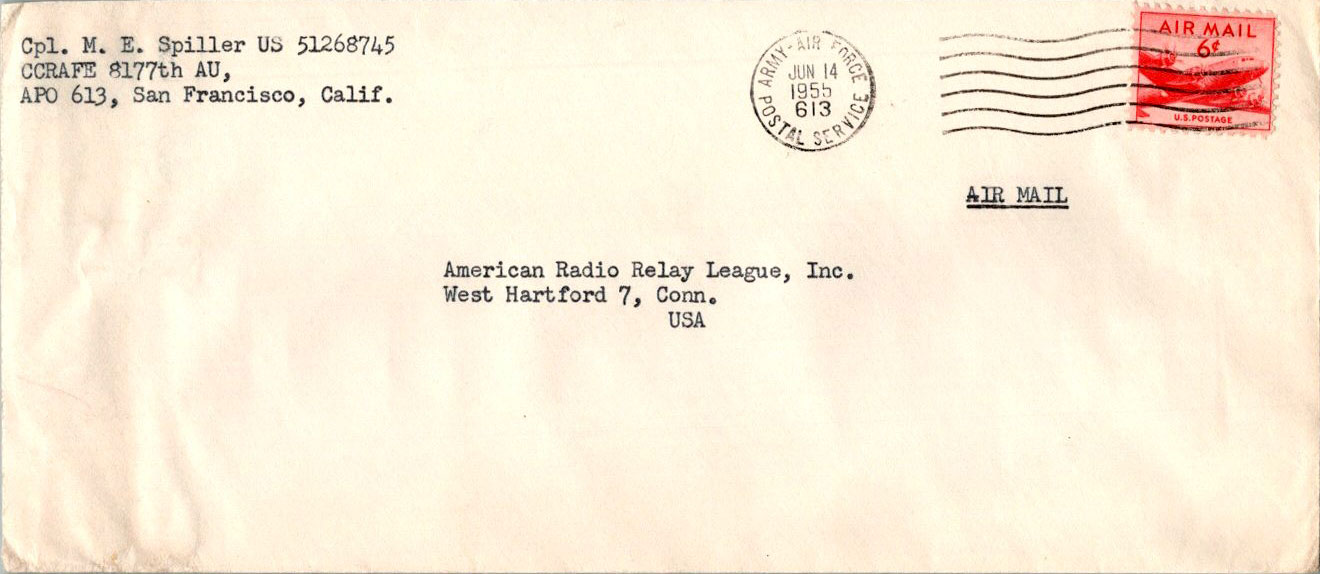 Cpl. M. E. Spiller US 51268745
CCRAFE 8177th AU,
APO 613, San Francisco, Calif.
ARMY-AIR FORCE
JUN 14
1955
613
POSTAL SERVICE
AIR MAIL
6¢
U.S. POSTAGE
AIR MAIL
American Radio Relay League, Inc.
West Hartford 7, Conn.
USA